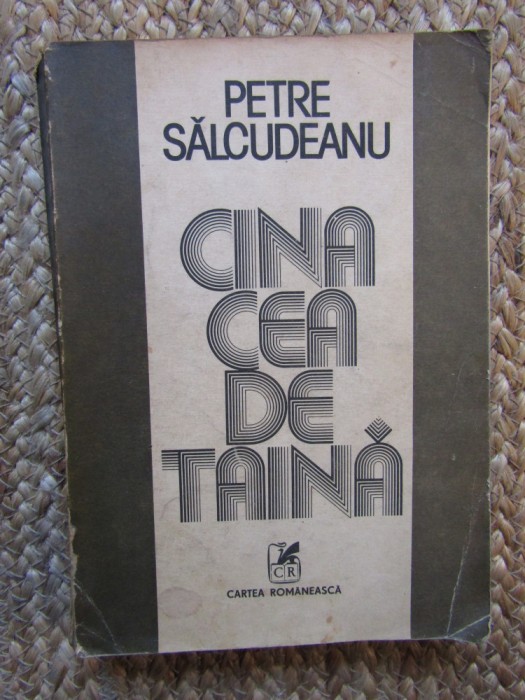 PETRE
SĂLCUDEANU
CINA
CEA
DE
TAINĂ
CR
CARTEA ROMÂNEASCĂ